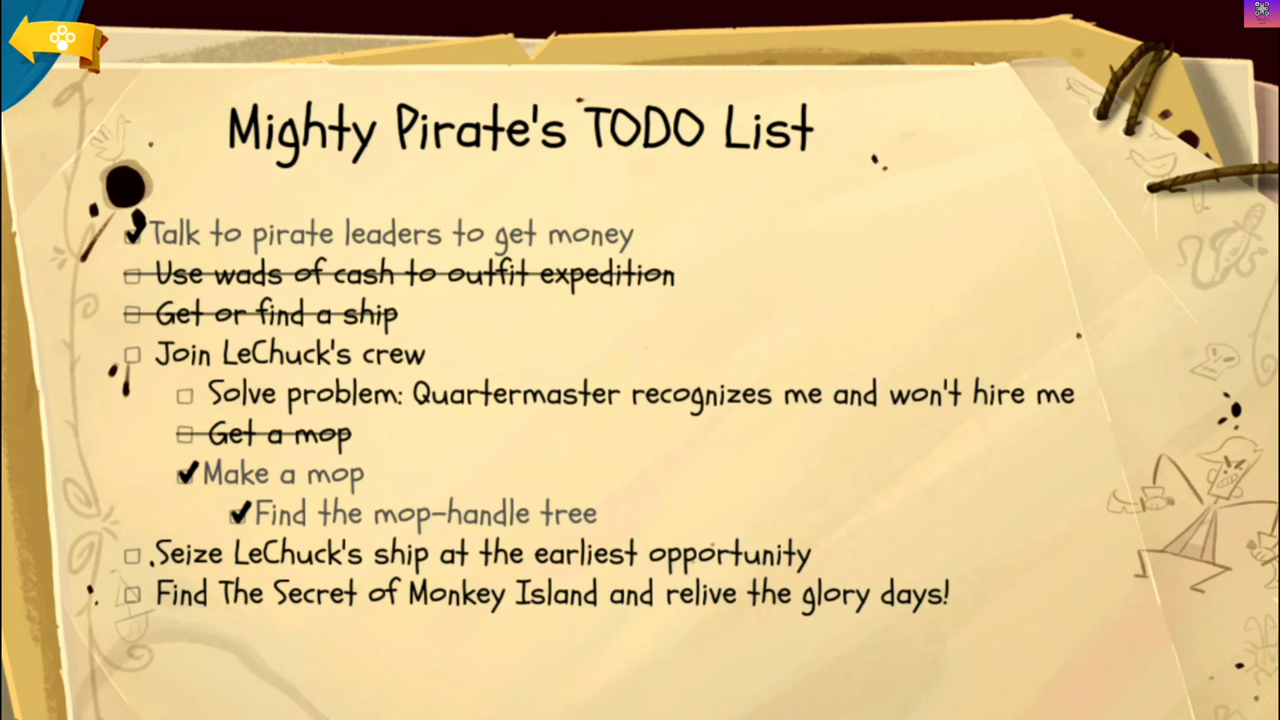 Mighty Pirate's TODO List
Talk to pirate leaders to get money
Use wads of cash to outfit expedition
Get or find a ship
Join LeChuck's crew
Solve problem: Quartermaster recognizes me and won't hire me
Get a mop
Make a mop
Find the mop-handle tree
Seize LeChuck's ship at the earliest opportunity
Find The Secret of Monkey Island and relive the glory days!